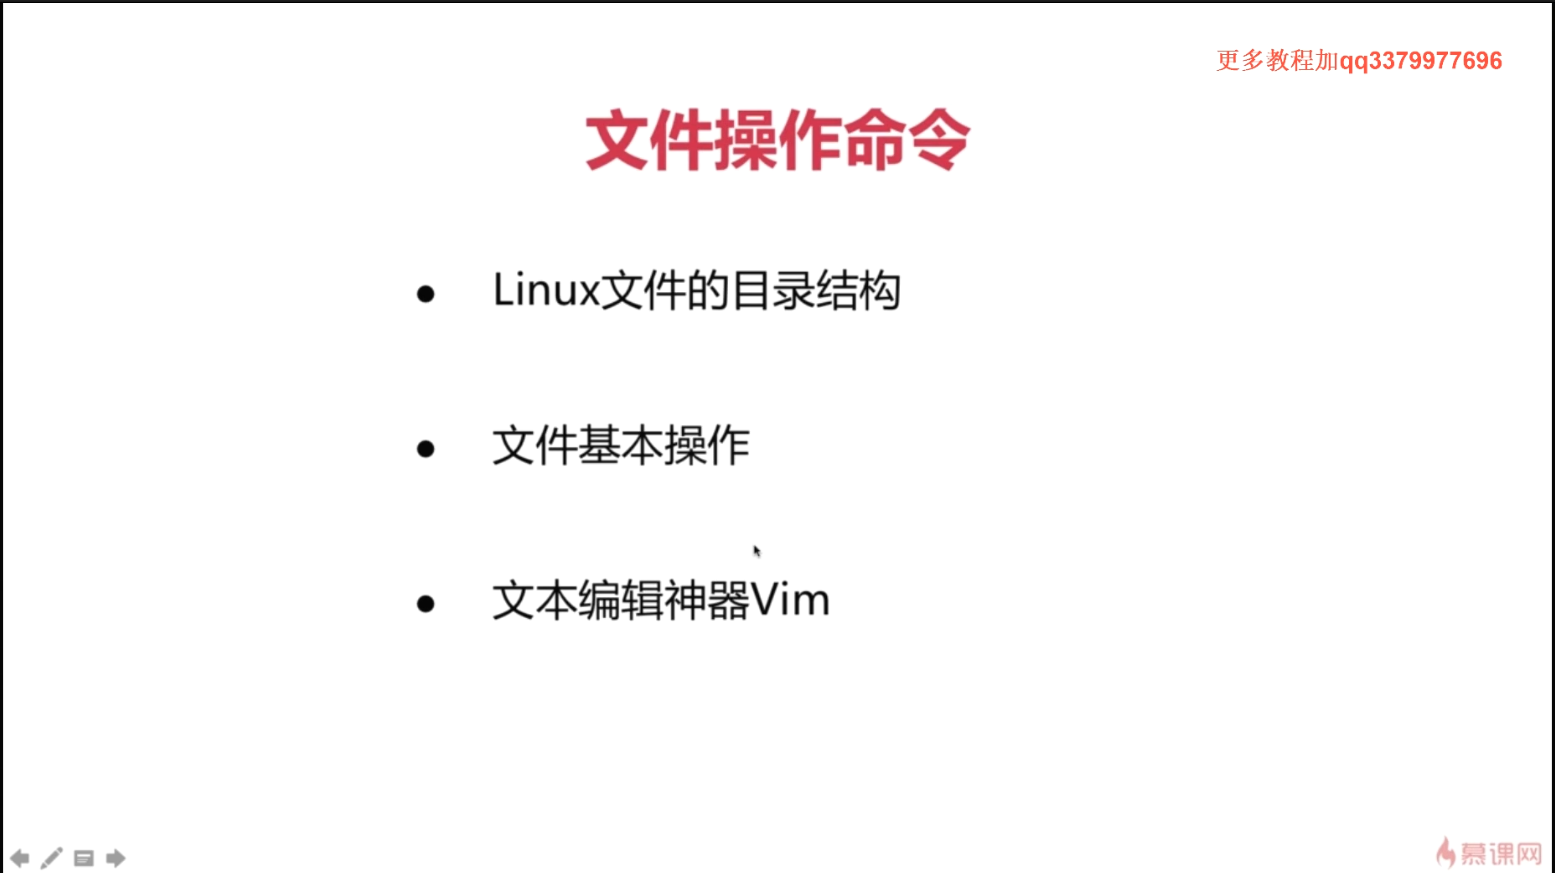 更多教程加qq3379977696
文件操作命令
● Linux文件的目录结构
● 文件基本操作
● 文本编辑神器Vim
慕课网